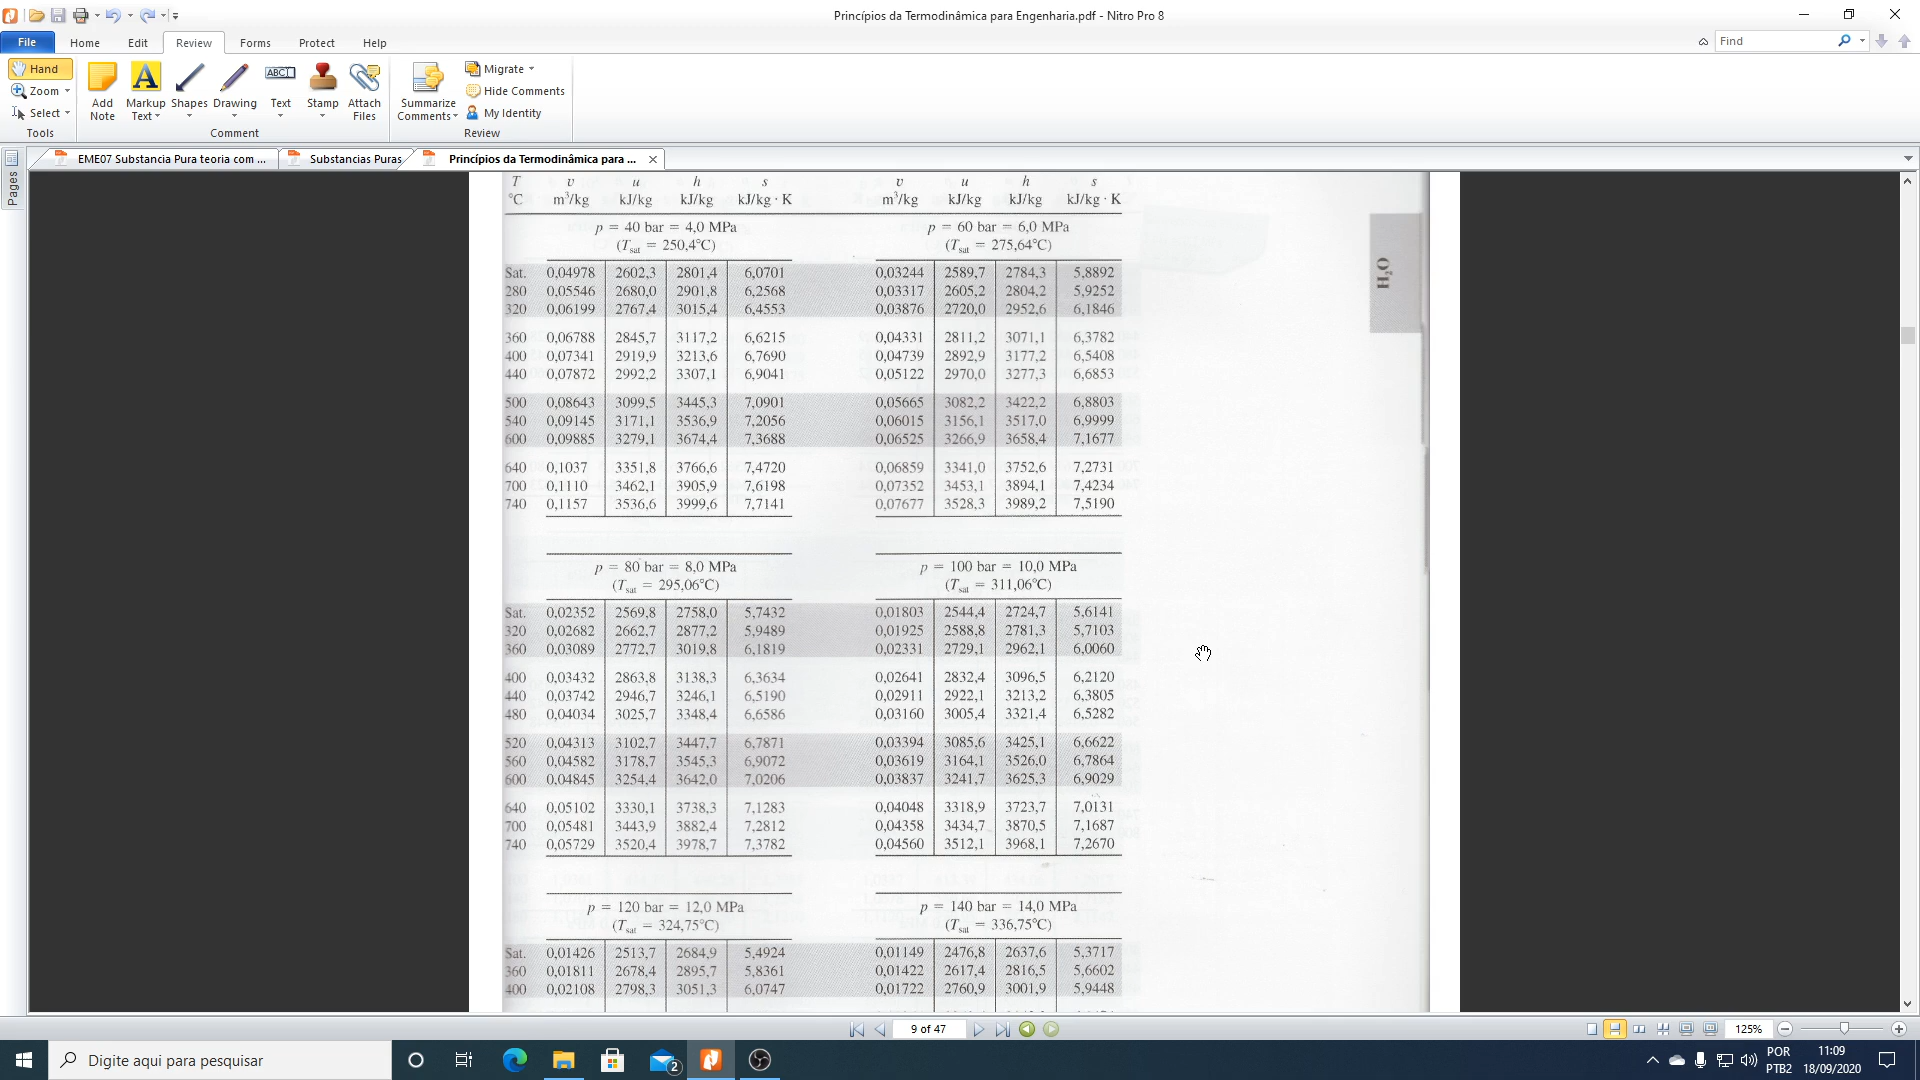 Princípios da Termodinâmica para Engenharia.pdf - Nitro Pro 8
File Home Edit Review Forms Protect Help
Find
Hand
Zoom
Select
Tools
Add Note
Markup Text
Shapes
Drawing
Text
Stamp
Attach Files
Comment
Summarize Comments
Migrate
Hide Comments
My Identity
Review
EME07 Substancia Pura teoria com ...
Substancias Puras
Princípios da Termodinâmica para ...
Pages
T v u h s v u h s
°C m³/kg kJ/kg kJ/kg kJ/kg · K m³/kg kJ/kg kJ/kg kJ/kg · K
p = 40 bar = 4,0 MPa p = 60 bar = 6,0 MPa
(Tsat = 250,4°C) (Tsat = 275,64°C)
H₂O
Sat. 0,04978 2602,3 2801,4 6,0701 0,03244 2589,7 2784,3 5,8892
280 0,05546 2680,0 2901,8 6,2568 0,03317 2605,2 2804,2 5,9252
320 0,06199 2767,4 3015,4 6,4553 0,03876 2720,0 2952,6 6,1846
360 0,06788 2845,7 3117,2 6,6215 0,04331 2811,2 3071,1 6,3782
400 0,07341 2919,9 3213,6 6,7690 0,04739 2892,9 3177,2 6,5408
440 0,07872 2992,2 3307,1 6,9041 0,05122 2970,0 3277,3 6,6853
500 0,08643 3099,5 3445,3 7,0901 0,05665 3082,2 3422,2 6,8803
540 0,09145 3171,1 3536,9 7,2056 0,06015 3156,1 3517,0 6,9999
600 0,09885 3279,1 3674,4 7,3688 0,06525 3266,9 3658,4 7,1677
640 0,1037 3351,8 3766,6 7,4720 0,06859 3341,0 3752,6 7,2731
700 0,1110 3462,1 3905,9 7,6198 0,07352 3453,1 3894,1 7,4234
740 0,1157 3536,6 3999,6 7,7141 0,07677 3528,3 3989,2 7,5190
p = 80 bar = 8,0 MPa p = 100 bar = 10,0 MPa
(Tsat = 295,06°C) (Tsat = 311,06°C)
Sat. 0,02352 2569,8 2758,0 5,7432 0,01803 2544,4 2724,7 5,6141
320 0,02682 2662,7 2877,2 5,9489 0,01925 2588,8 2781,3 5,7103
360 0,03089 2772,7 3019,8 6,1819 0,02331 2729,1 2962,1 6,0060
400 0,03432 2863,8 3138,3 6,3634 0,02641 2832,4 3096,5 6,2120
440 0,03742 2946,7 3246,1 6,5190 0,02911 2922,1 3213,2 6,3805
480 0,04034 3025,7 3348,4 6,6586 0,03160 3005,4 3321,4 6,5282
520 0,04313 3102,7 3447,7 6,7871 0,03394 3085,6 3425,1 6,6622
560 0,04582 3178,7 3545,3 6,9072 0,03619 3164,1 3526,0 6,7864
600 0,04845 3254,4 3642,0 7,0206 0,03837 3241,7 3625,3 6,9029
640 0,05102 3330,1 3738,3 7,1283 0,04048 3318,9 3723,7 7,0131
700 0,05481 3443,9 3882,4 7,2812 0,04358 3434,7 3870,5 7,1687
740 0,05729 3520,4 3978,7 7,3782 0,04560 3512,1 3968,1 7,2670
p = 120 bar = 12,0 MPa p = 140 bar = 14,0 MPa
(Tsat = 324,75°C) (Tsat = 336,75°C)
Sat. 0,01426 2513,7 2684,9 5,4924 0,01149 2476,8 2637,6 5,3717
360 0,01811 2678,4 2895,7 5,8361 0,01422 2617,4 2816,5 5,6602
400 0,02108 2798,3 3051,3 6,0747 0,01722 2760,9 3001,9 5,9448
9 of 47
125%
Digite aqui para pesquisar
2
POR
PTB2
11:09
18/09/2020